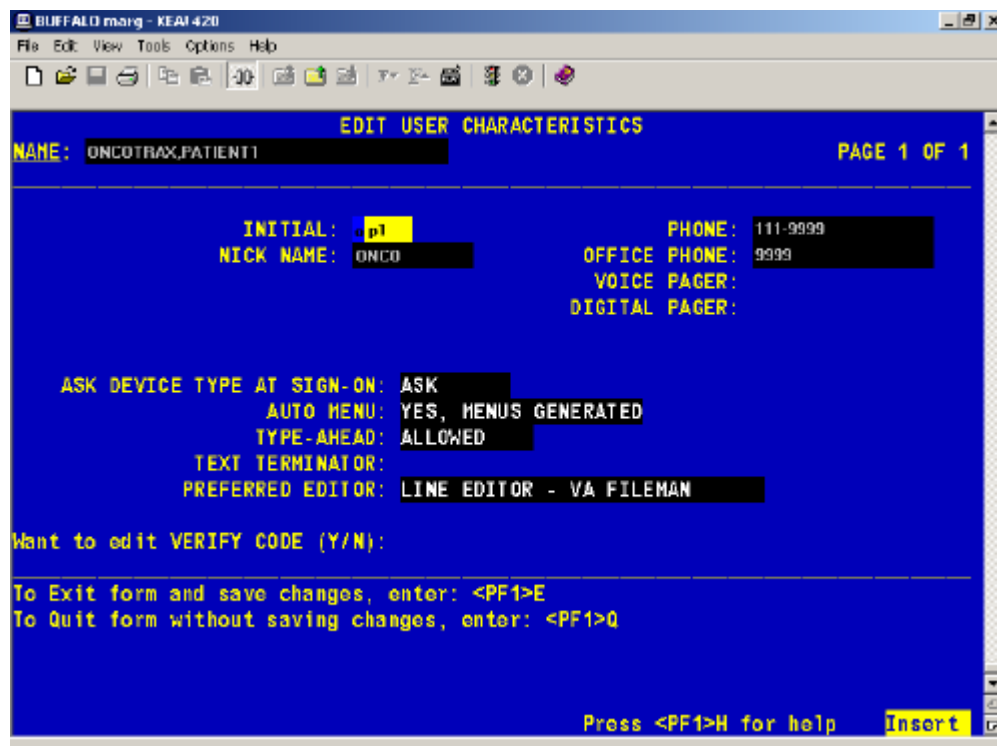 BUFFALO marg - KEA! 420
File Edit View Tools Options Help
EDIT USER CHARACTERISTICS
NAME: ONCOTRAX,PATIENT1 PAGE 1 OF 1
INITIAL: op1 PHONE: 111-9999
NICK NAME: ONCO OFFICE PHONE: 9999
VOICE PAGER:
DIGITAL PAGER:
ASK DEVICE TYPE AT SIGN-ON: ASK
AUTO MENU: YES, MENUS GENERATED
TYPE-AHEAD: ALLOWED
TEXT TERMINATOR:
PREFERRED EDITOR: LINE EDITOR - VA FILEMAN
Want to edit VERIFY CODE (Y/N):
To Exit form and save changes, enter: <PF1>E
To Quit form without saving changes, enter: <PF1>Q
Press <PF1>H for help Insert